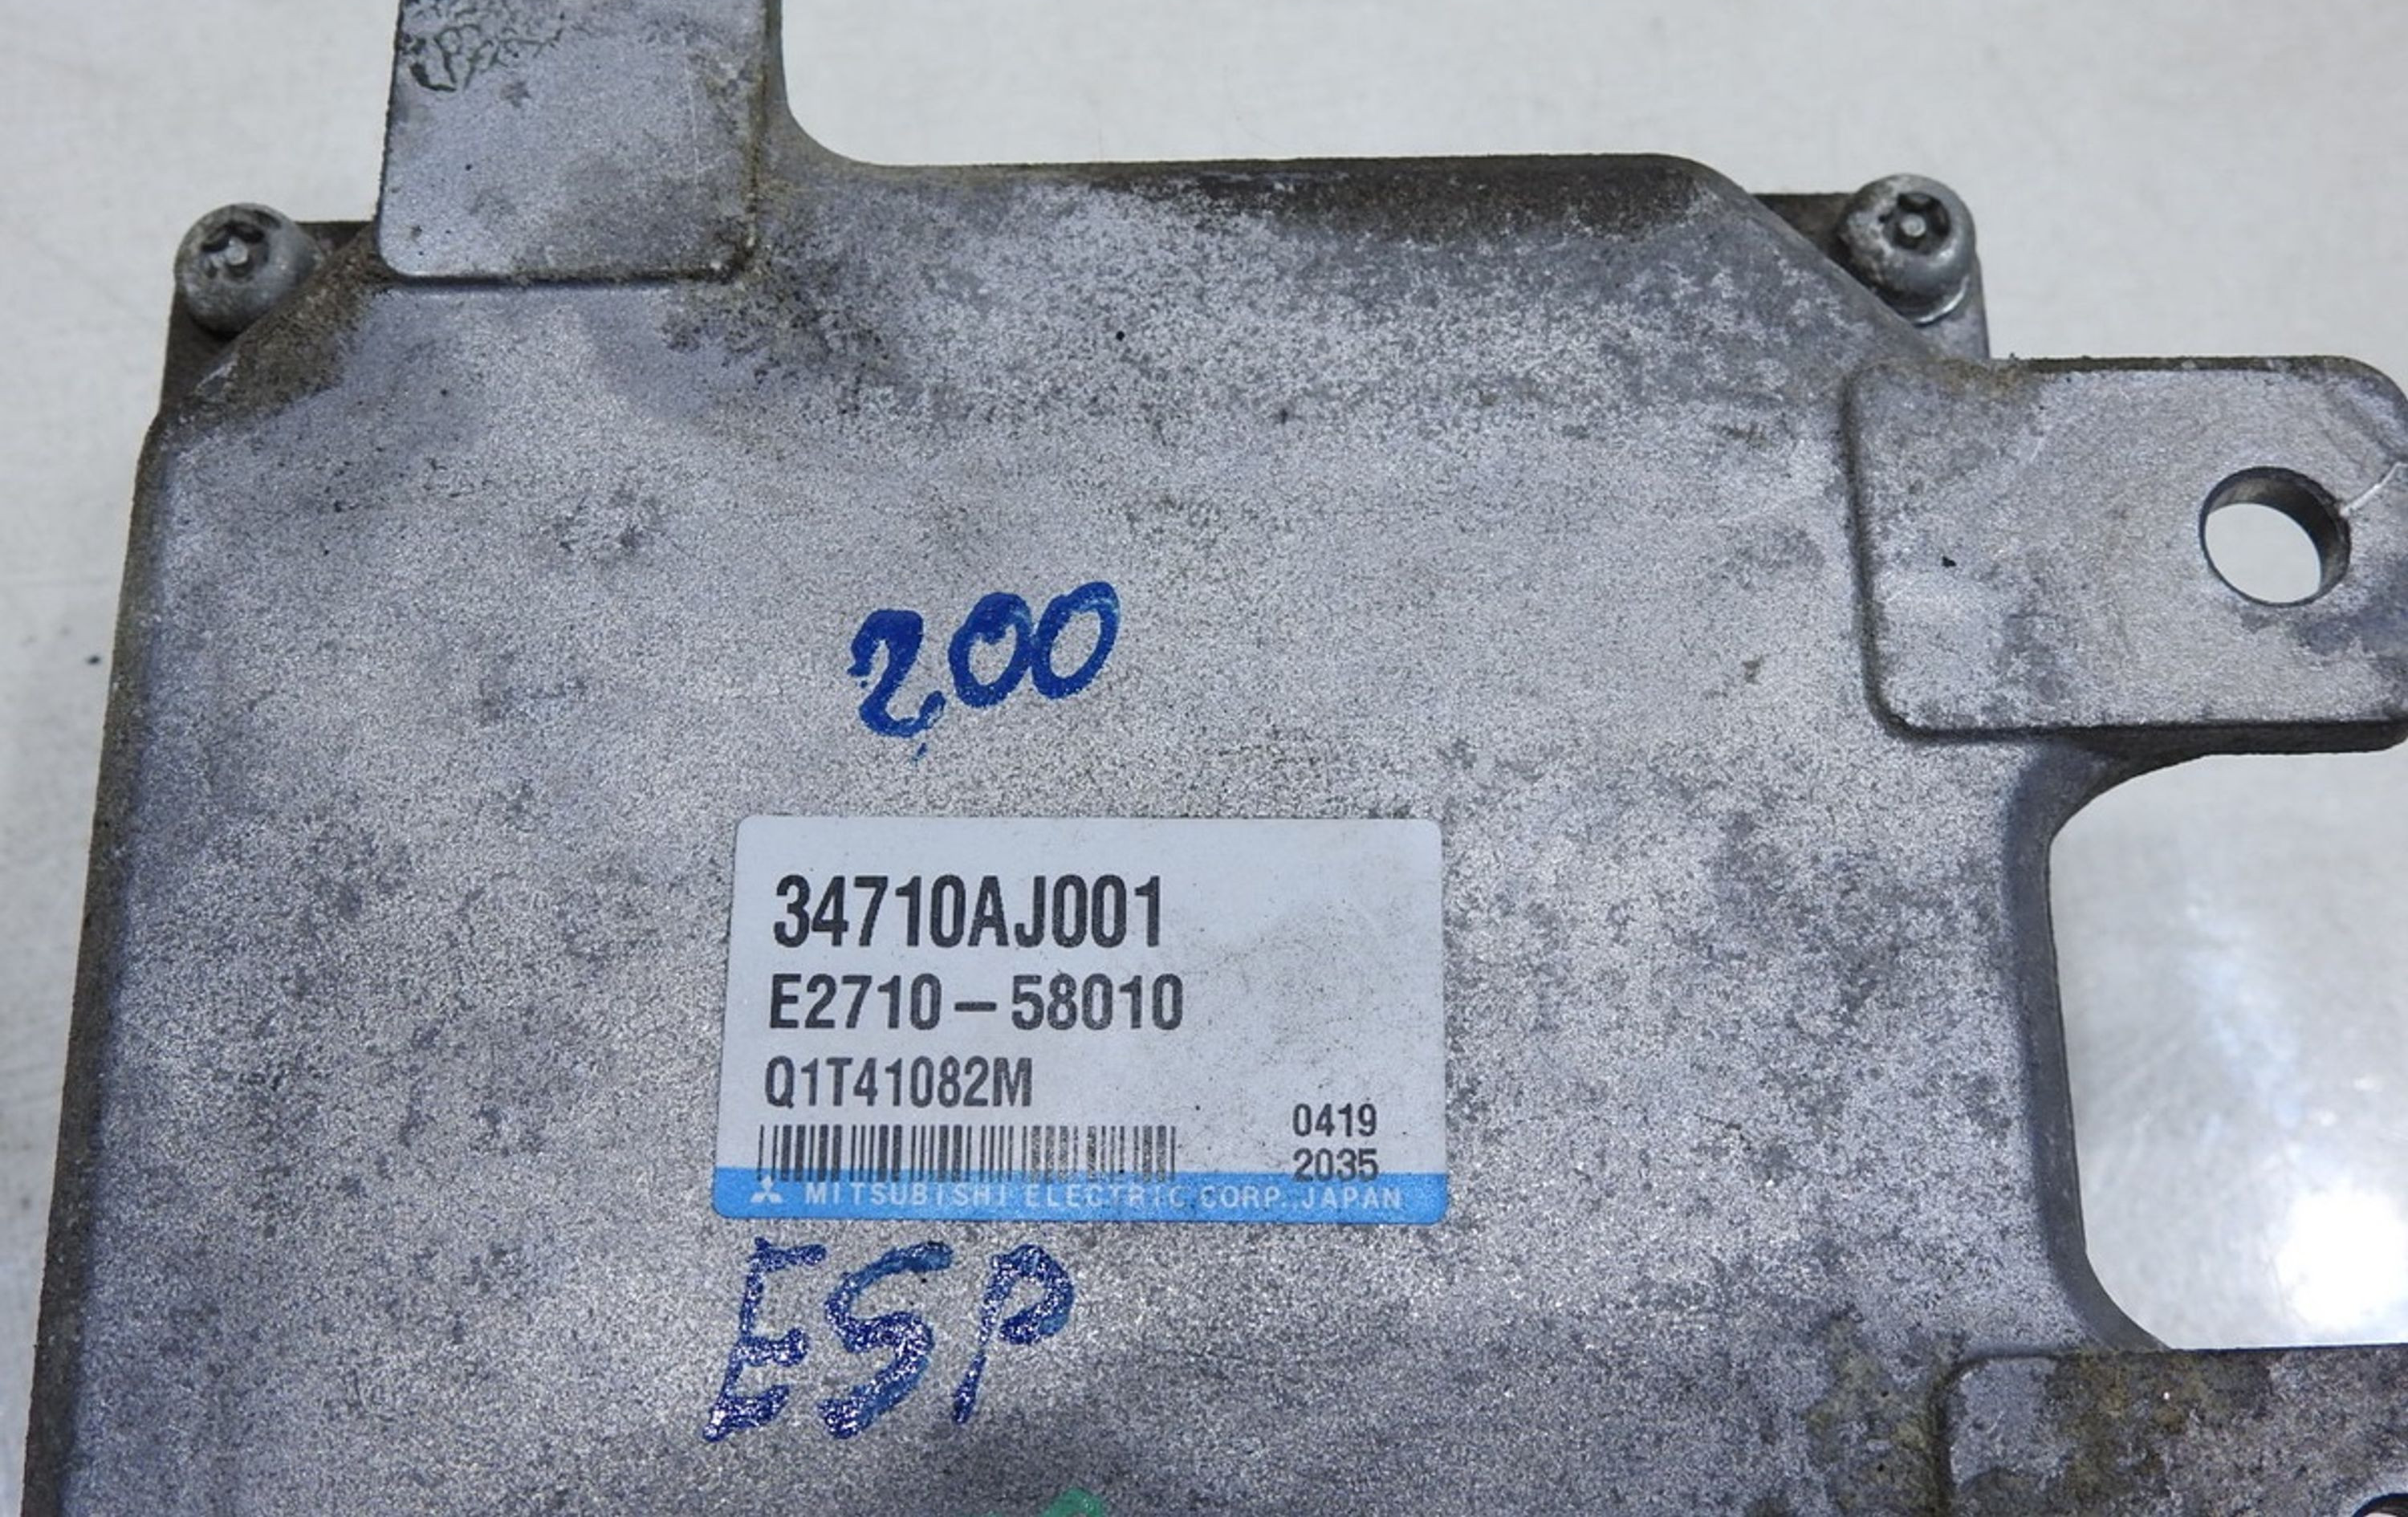 200
34710AJ001
E2710-58010
Q1T41082M
0419
2035
MITSUBISHI ELECTRIC CORP., JAPAN
ESP